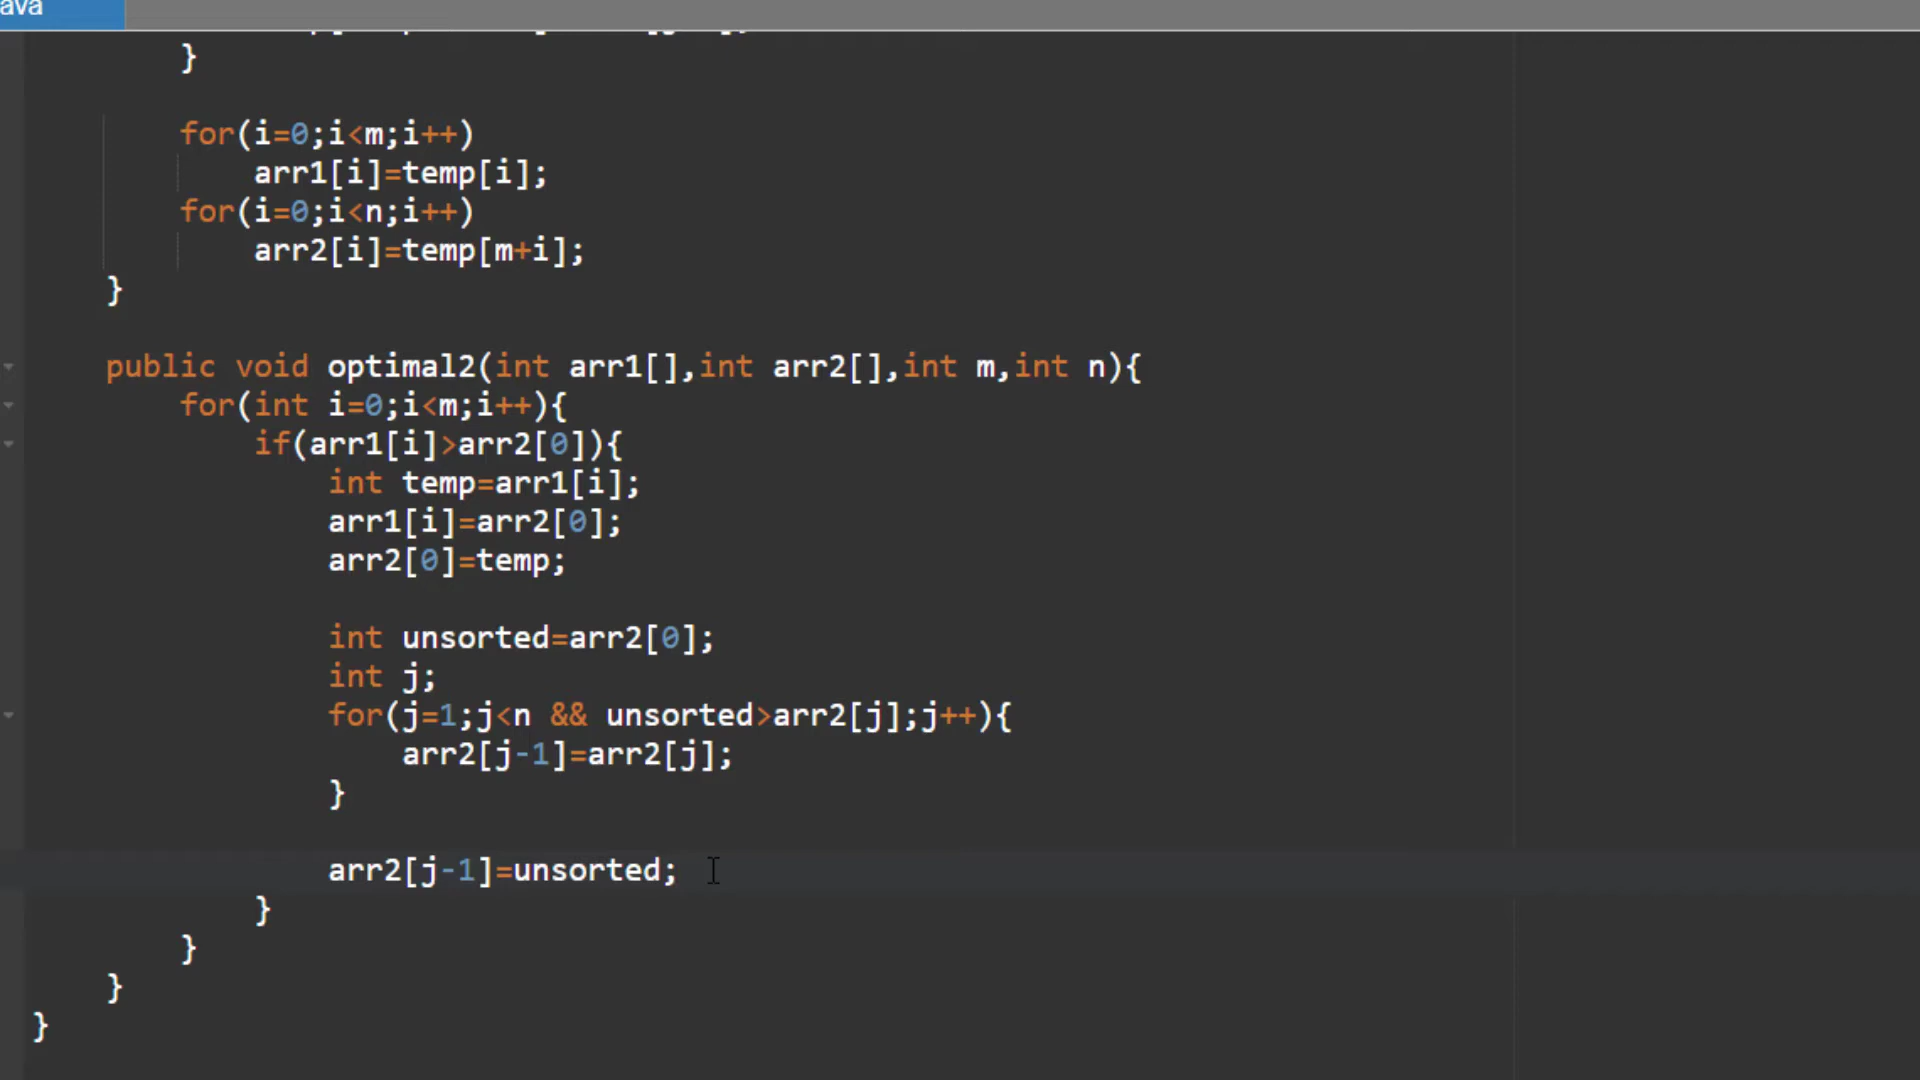 ava
}
for(i=0;i<m;i++)
arr1[i]=temp[i];
for(i=0;i<n;i++)
arr2[i]=temp[m+i];
}
public void optimal2(int arr1[],int arr2[],int m,int n){
for(int i=0;i<m;i++){
if(arr1[i]>arr2[0]){
int temp=arr1[i];
arr1[i]=arr2[0];
arr2[0]=temp;
int unsorted=arr2[0];
int j;
for(j=1;j<n && unsorted>arr2[j];j++){
arr2[j-1]=arr2[j];
}
arr2[j-1]=unsorted;
}
}
}
}